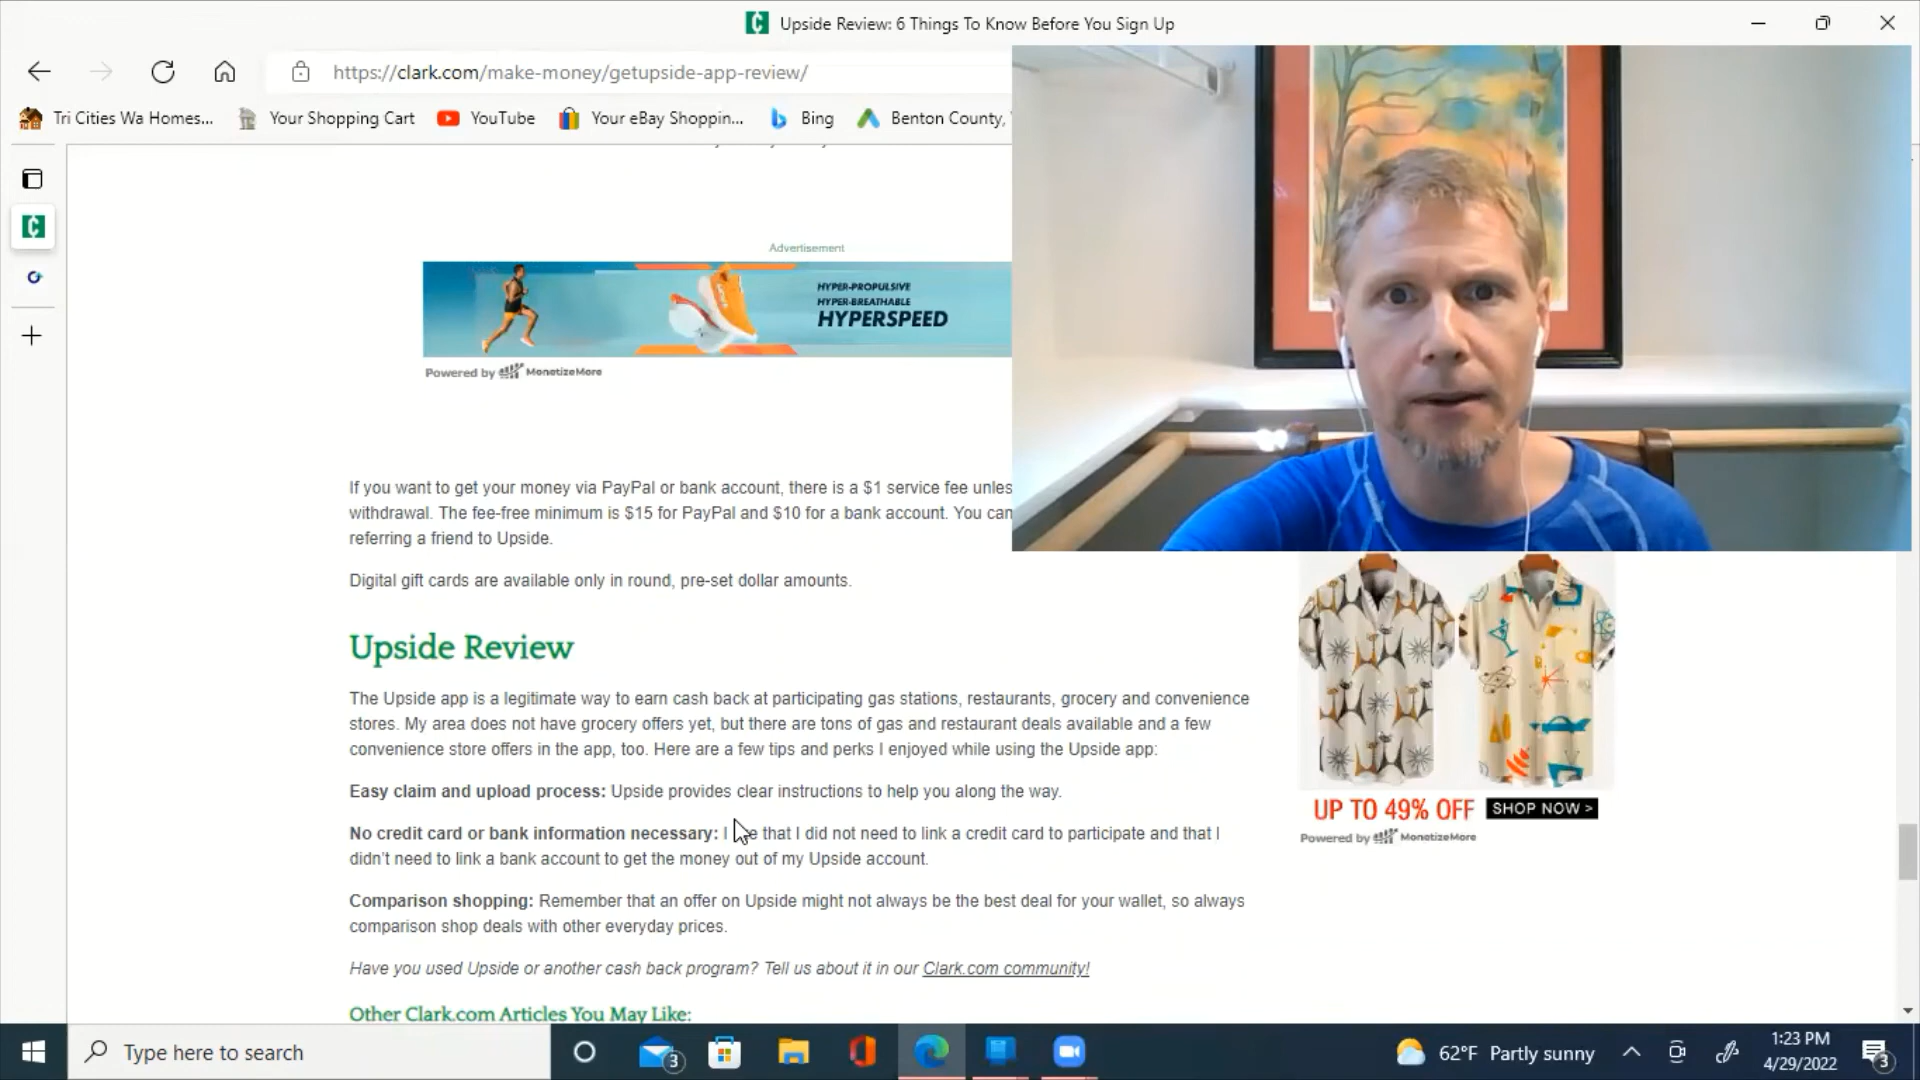 Upside Review: 6 Things To Know Before You Sign Up
https://clark.com/make-money/getupside-app-review/
Tri Cities Wa Homes...
Your Shopping Cart
YouTube
Your eBay Shoppin...
Bing
Benton County,
Advertisement
HYPER-PROPULSIVE
HYPER-BREATHABLE
HYPERSPEED
Powered by MonetizeMore
If you want to get your money via PayPal or bank account, there is a $1 service fee unles
withdrawal. The fee-free minimum is $15 for PayPal and $10 for a bank account. You can
referring a friend to Upside.
Digital gift cards are available only in round, pre-set dollar amounts.
Upside Review
The Upside app is a legitimate way to earn cash back at participating gas stations, restaurants, grocery and convenience
stores. My area does not have grocery offers yet, but there are tons of gas and restaurant deals available and a few
convenience store offers in the app, too. Here are a few tips and perks I enjoyed while using the Upside app:
Easy claim and upload process: Upside provides clear instructions to help you along the way.
No credit card or bank information necessary: I that I did not need to link a credit card to participate and that I
didn't need to link a bank account to get the money out of my Upside account.
Comparison shopping: Remember that an offer on Upside might not always be the best deal for your wallet, so always
comparison shop deals with other everyday prices.
Have you used Upside or another cash back program? Tell us about it in our Clark.com community!
Other Clark.com Articles You May Like:
UP TO 49% OFF SHOP NOW >
Powered by MonetizeMore
Type here to search
3
62°F Partly sunny
1:23 PM
4/29/2022
3